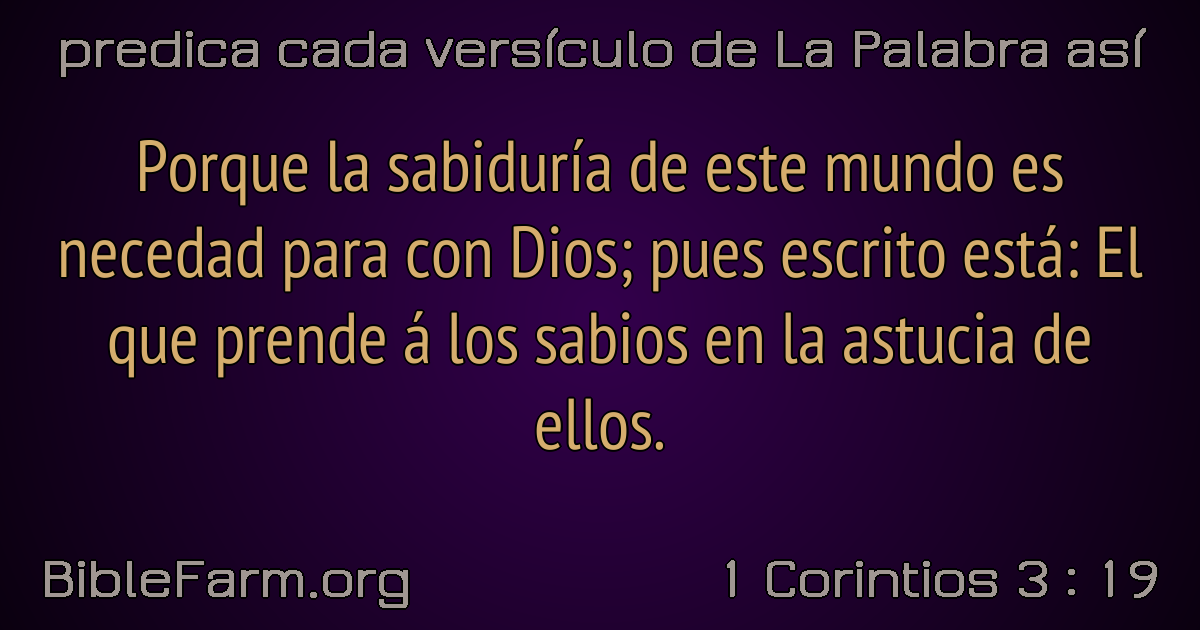 predica cada versículo de La Palabra así
Porque la sabiduría de este mundo es
necedad para con Dios; pues escrito está: El
que prende á los sabios en la astucia de
ellos.
BibleFarm.org
1 Corintios 3 : 19